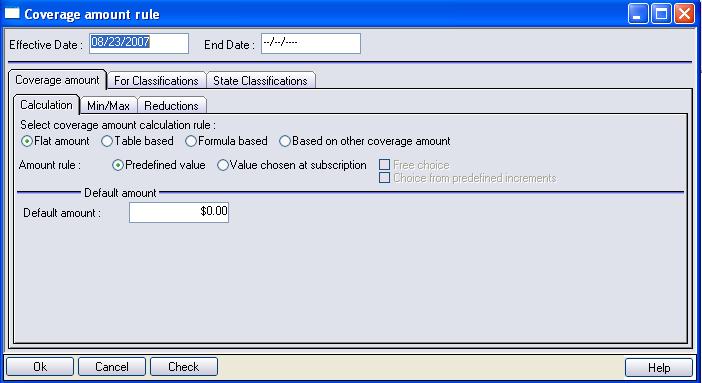 Coverage amount rule
Effective Date : 08/23/2007 End Date : --/--/----
Coverage amount For Classifications State Classifications
Calculation Min/Max Reductions
Select coverage amount calculation rule :
Flat amount Table based Formula based Based on other coverage amount
Amount rule : Predefined value Value chosen at subscription Free choice
Choice from predefined increments
Default amount
Default amount : $0.00
Ok Cancel Check Help